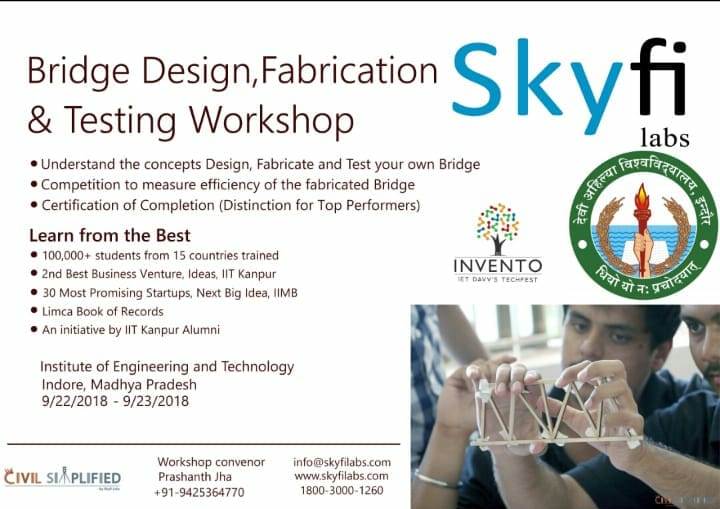 Bridge Design,Fabrication
& Testing Workshop
Skyfi
labs
• Understand the concepts Design, Fabricate and Test your own Bridge
• Competition to measure efficiency of the fabricated Bridge
• Certification of Completion (Distinction for Top Performers)
देवी अहिल्या विश्वविद्यालय, इन्दौर
धियो यो नः प्रचोदयात्
INVENTO
IET DAVV'S TECHFEST
Learn from the Best
• 100,000+ students from 15 countries trained
• 2nd Best Business Venture, Ideas, IIT Kanpur
• 30 Most Promising Startups, Next Big Idea, IIMB
• Limca Book of Records
• An initiative by IIT Kanpur Alumni
Institute of Engineering and Technology
Indore, Madhya Pradesh
9/22/2018 - 9/23/2018
CIVIL SIMPLIFIED
by Skyfi Labs
Workshop convenor
Prashanth Jha
+91-9425364770
info@skyfilabs.com
www.skyfilabs.com
1800-3000-1260